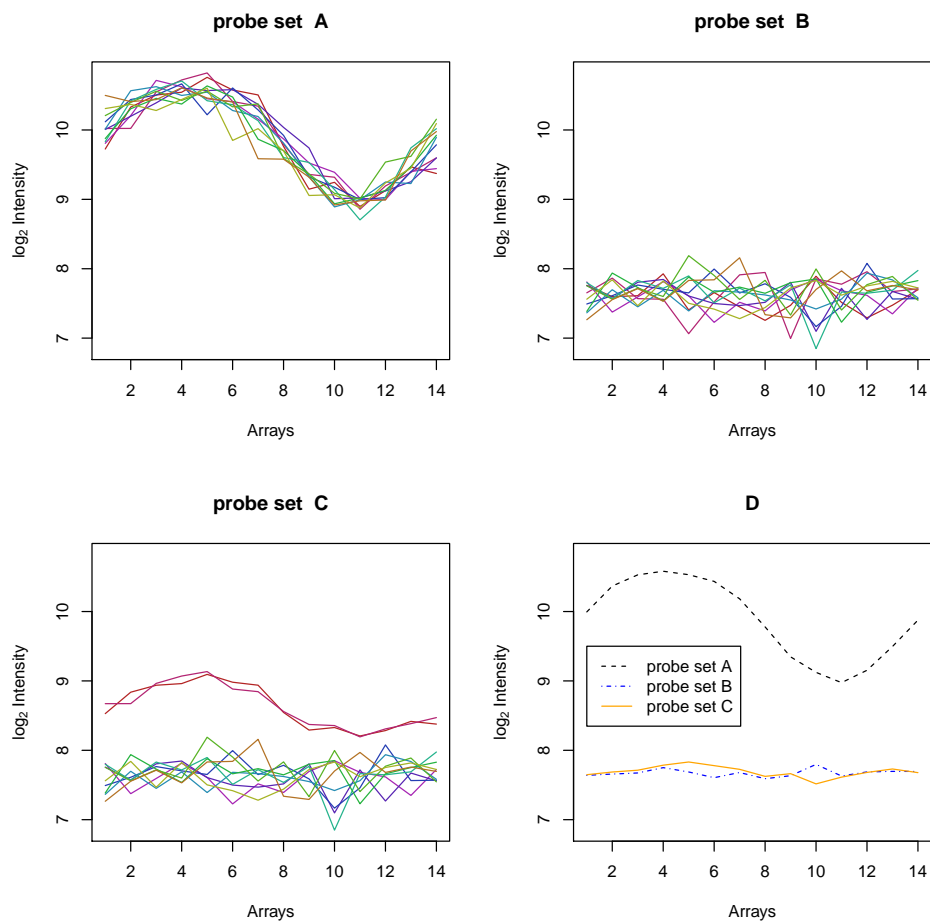 probe set A
log2 Intensity
10
9
8
7
2 4 6 8 10 12 14
Arrays
probe set B
log2 Intensity
10
9
8
7
2 4 6 8 10 12 14
Arrays
probe set C
log2 Intensity
10
9
8
7
2 4 6 8 10 12 14
Arrays
D
log2 Intensity
10
9
8
7
probe set A
probe set B
probe set C
2 4 6 8 10 12 14
Arrays